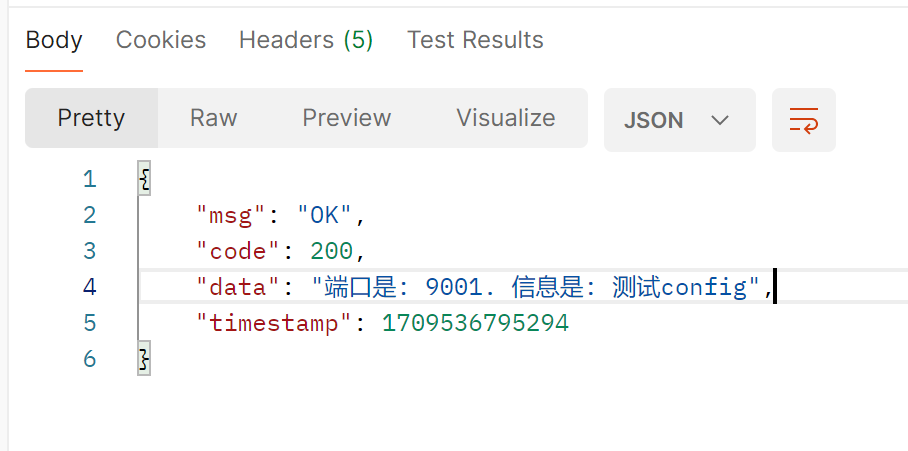 Body Cookies Headers (5) Test Results
Pretty Raw Preview Visualize JSON
1 {
2 "msg": "OK",
3 "code": 200,
4 "data": "端口是: 9001. 信息是: 测试config",
5 "timestamp": 1709536795294
6 }